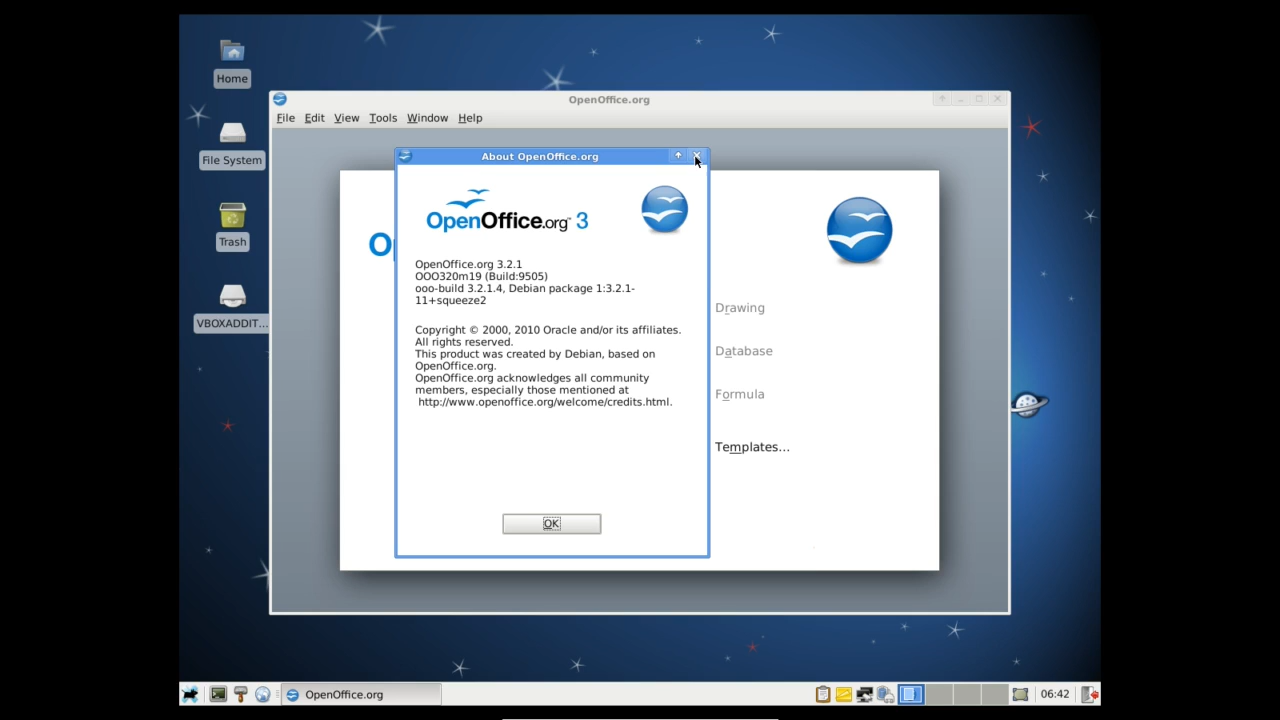 Home
File System
Trash
VBOXADDIT...
OpenOffice.org
File Edit View Tools Window Help
About OpenOffice.org
OpenOffice.org 3
OpenOffice.org 3.2.1
OOO320m19 (Build:9505)
ooo-build 3.2.1.4, Debian package 1:3.2.1-
11+squeeze2
Copyright © 2000, 2010 Oracle and/or its affiliates.
All rights reserved.
This product was created by Debian, based on
OpenOffice.org.
OpenOffice.org acknowledges all community
members, especially those mentioned at
http://www.openoffice.org/welcome/credits.html.
OK
Drawing
Database
Formula
Templates...
OpenOffice.org
06:42